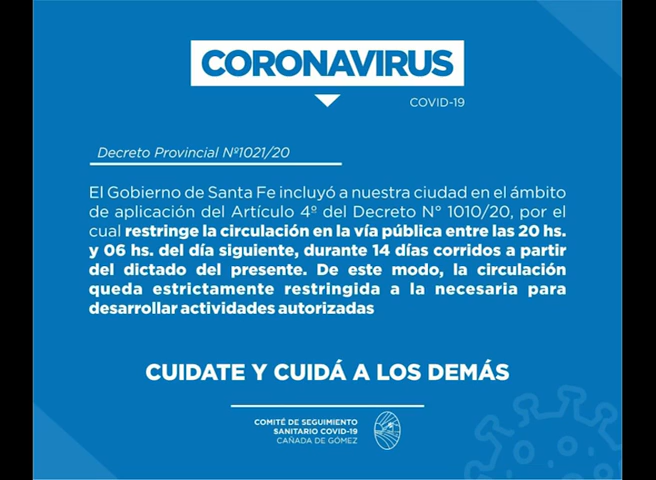 CORONAVIRUS
COVID-19
Decreto Provincial Nº1021/20
El Gobierno de Santa Fe incluyó a nuestra ciudad en el ámbito
de aplicación del Artículo 4º del Decreto N° 1010/20, por el
cual restringe la circulación en la vía pública entre las 20 hs.
y 06 hs. del día siguiente, durante 14 días corridos a partir
del dictado del presente. De este modo, la circulación
queda estrictamente restringida a la necesaria para
desarrollar actividades autorizadas
CUIDATE Y CUIDÁ A LOS DEMÁS
COMITÉ DE SEGUIMIENTO
SANITARIO COVID-19
CAÑADA DE GÓMEZ